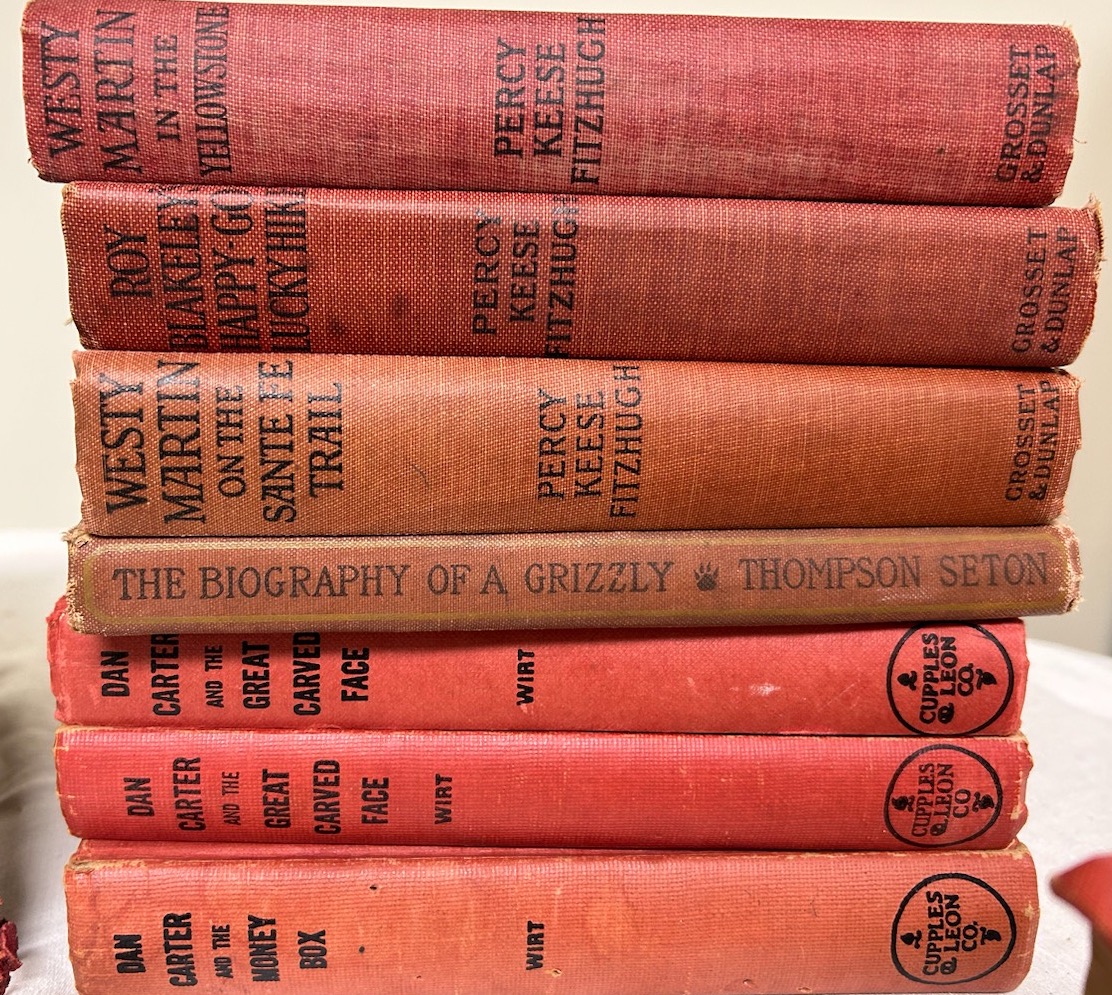 WESTY
MARTIN
IN THE
YELLOWSTONE
PERCY
KEESE
FITZHUGH
GROSSET
& DUNLAP
ROY
BLAKELEY'S
HAPPY-GO
LUCKY HIKE
PERCY
KEESE
FITZHUGH
GROSSET
& DUNLAP
WESTY
MARTIN
ON THE
SANTE FE
TRAIL
PERCY
KEESE
FITZHUGH
GROSSET
& DUNLAP
THE BIOGRAPHY OF A GRIZZLY THOMPSON SETON
DAN
CARTER
AND THE
GREAT
CARVED
FACE
WIRT
CUPPLES
& LEON
CO.
DAN
CARTER
AND THE
GREAT
CARVED
FACE
WIRT
CUPPLES
& LEON
CO
DAN
CARTER
AND THE
MONEY
BOX
WIRT
CUPPLES
& LEON
CO.